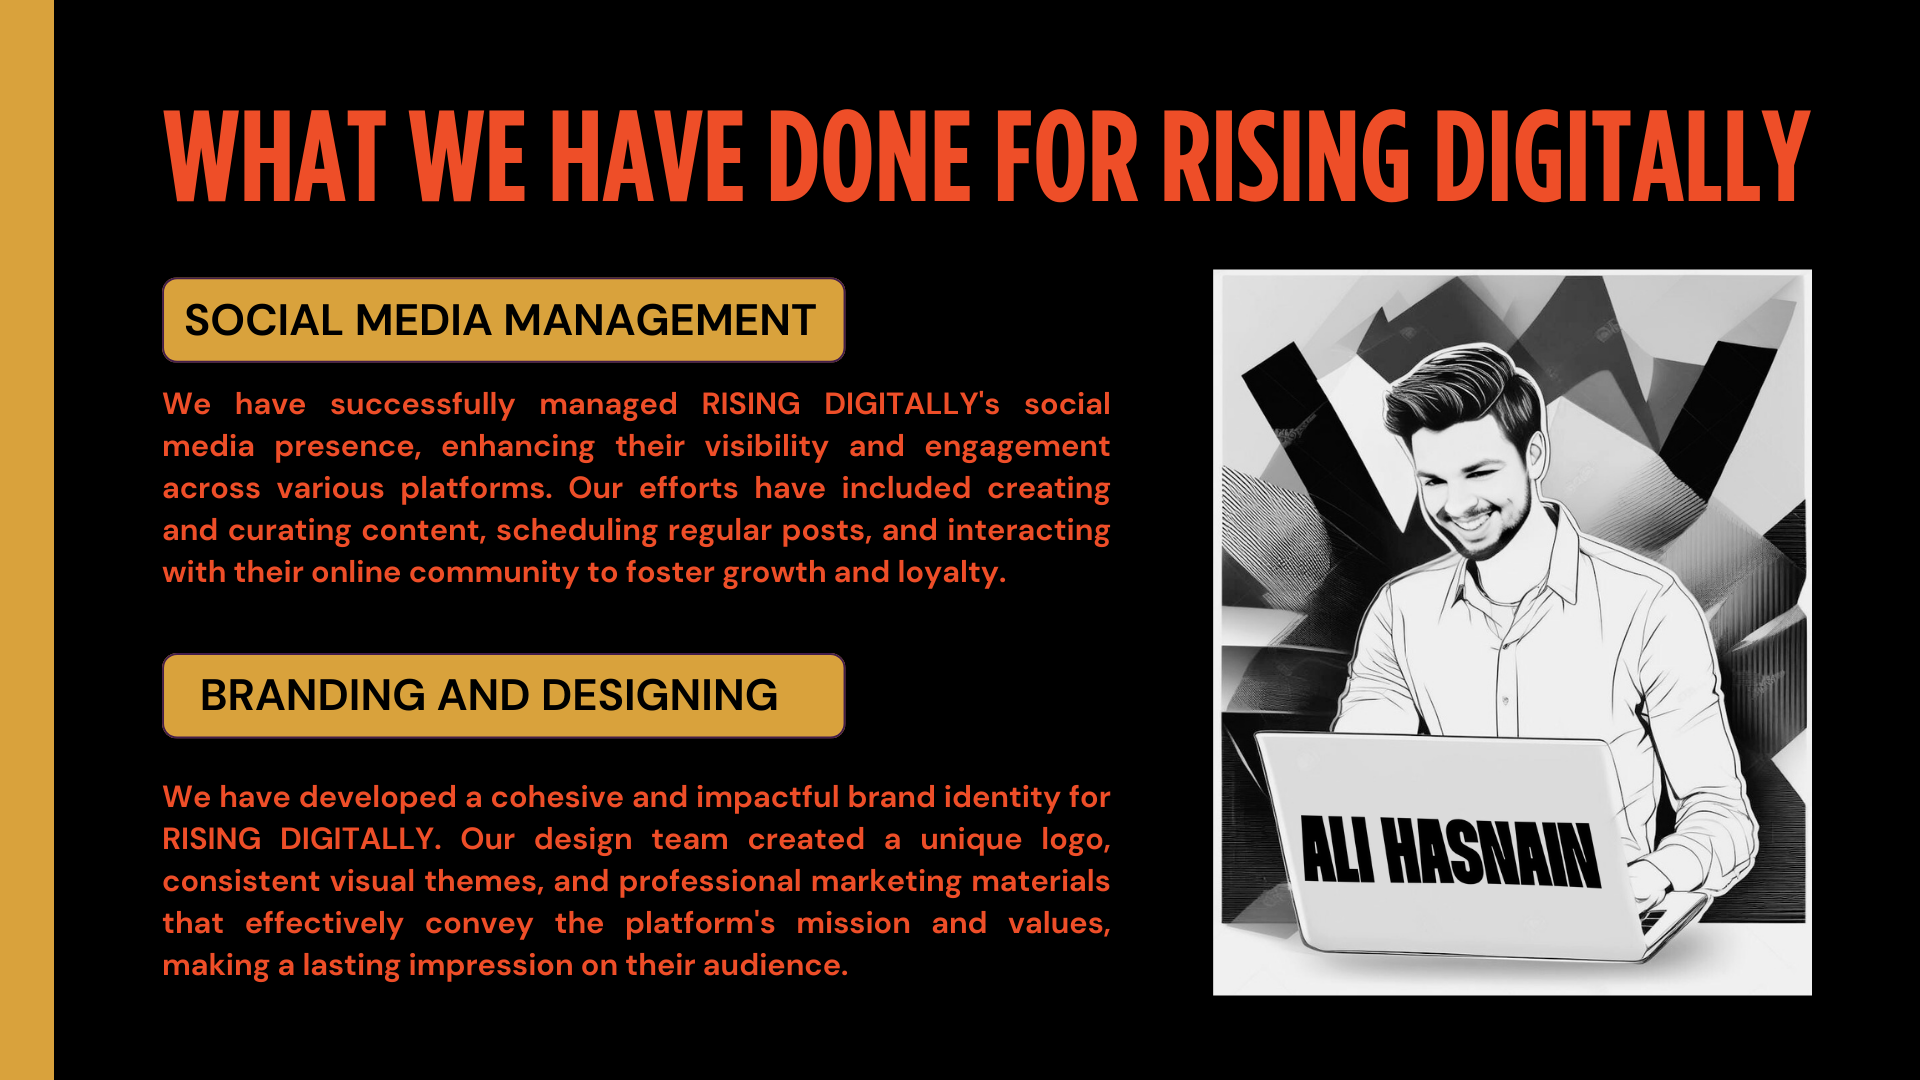 WHAT WE HAVE DONE FOR RISING DIGITALLY
SOCIAL MEDIA MANAGEMENT
We have successfully managed RISING DIGITALLY's social
media presence, enhancing their visibility and engagement
across various platforms. Our efforts have included creating
and curating content, scheduling regular posts, and interacting
with their online community to foster growth and loyalty.
BRANDING AND DESIGNING
We have developed a cohesive and impactful brand identity for
RISING DIGITALLY. Our design team created a unique logo,
consistent visual themes, and professional marketing materials
that effectively convey the platform's mission and values,
making a lasting impression on their audience.
ALI HASNAIN